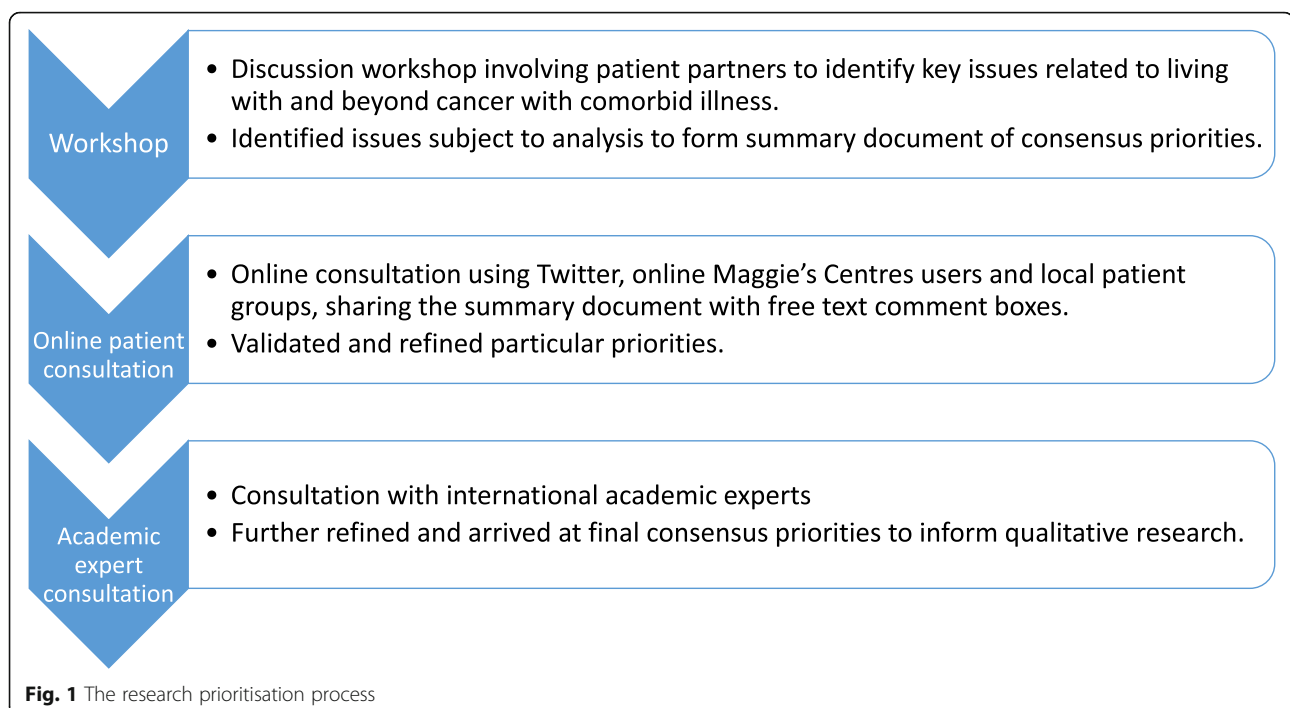 Workshop
• Discussion workshop involving patient partners to identify key issues related to living
with and beyond cancer with comorbid illness.
• Identified issues subject to analysis to form summary document of consensus priorities.
Online patient
consultation
• Online consultation using Twitter, online Maggie’s Centres users and local patient
groups, sharing the summary document with free text comment boxes.
• Validated and refined particular priorities.
Academic
expert
consultation
• Consultation with international academic experts
• Further refined and arrived at final consensus priorities to inform qualitative research.
Fig. 1 The research prioritisation process